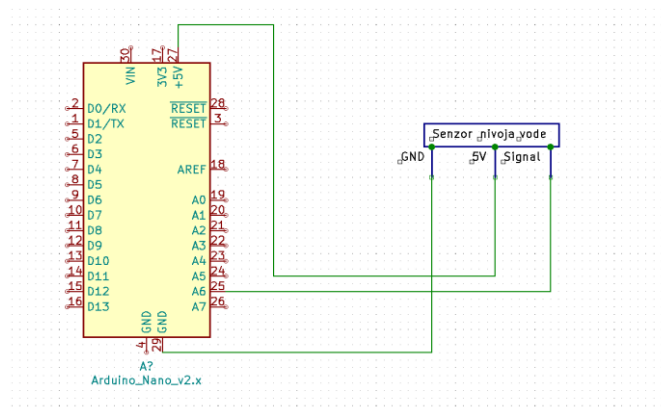 30 VIN
17 3V3
27 +5V
2 D0/RX
1 D1/TX
5 D2
6 D3
7 D4
8 D5
9 D6
10 D7
11 D8
12 D9
13 D10
14 D11
15 D12
16 D13
RESET 28
RESET 3
AREF 18
A0 19
A1 20
A2 21
A3 22
A4 23
A5 24
A6 25
A7 26
GND 4
GND 29
A?
Arduino_Nano_v2.x
Senzor nivoja vode
GND 5V Signal